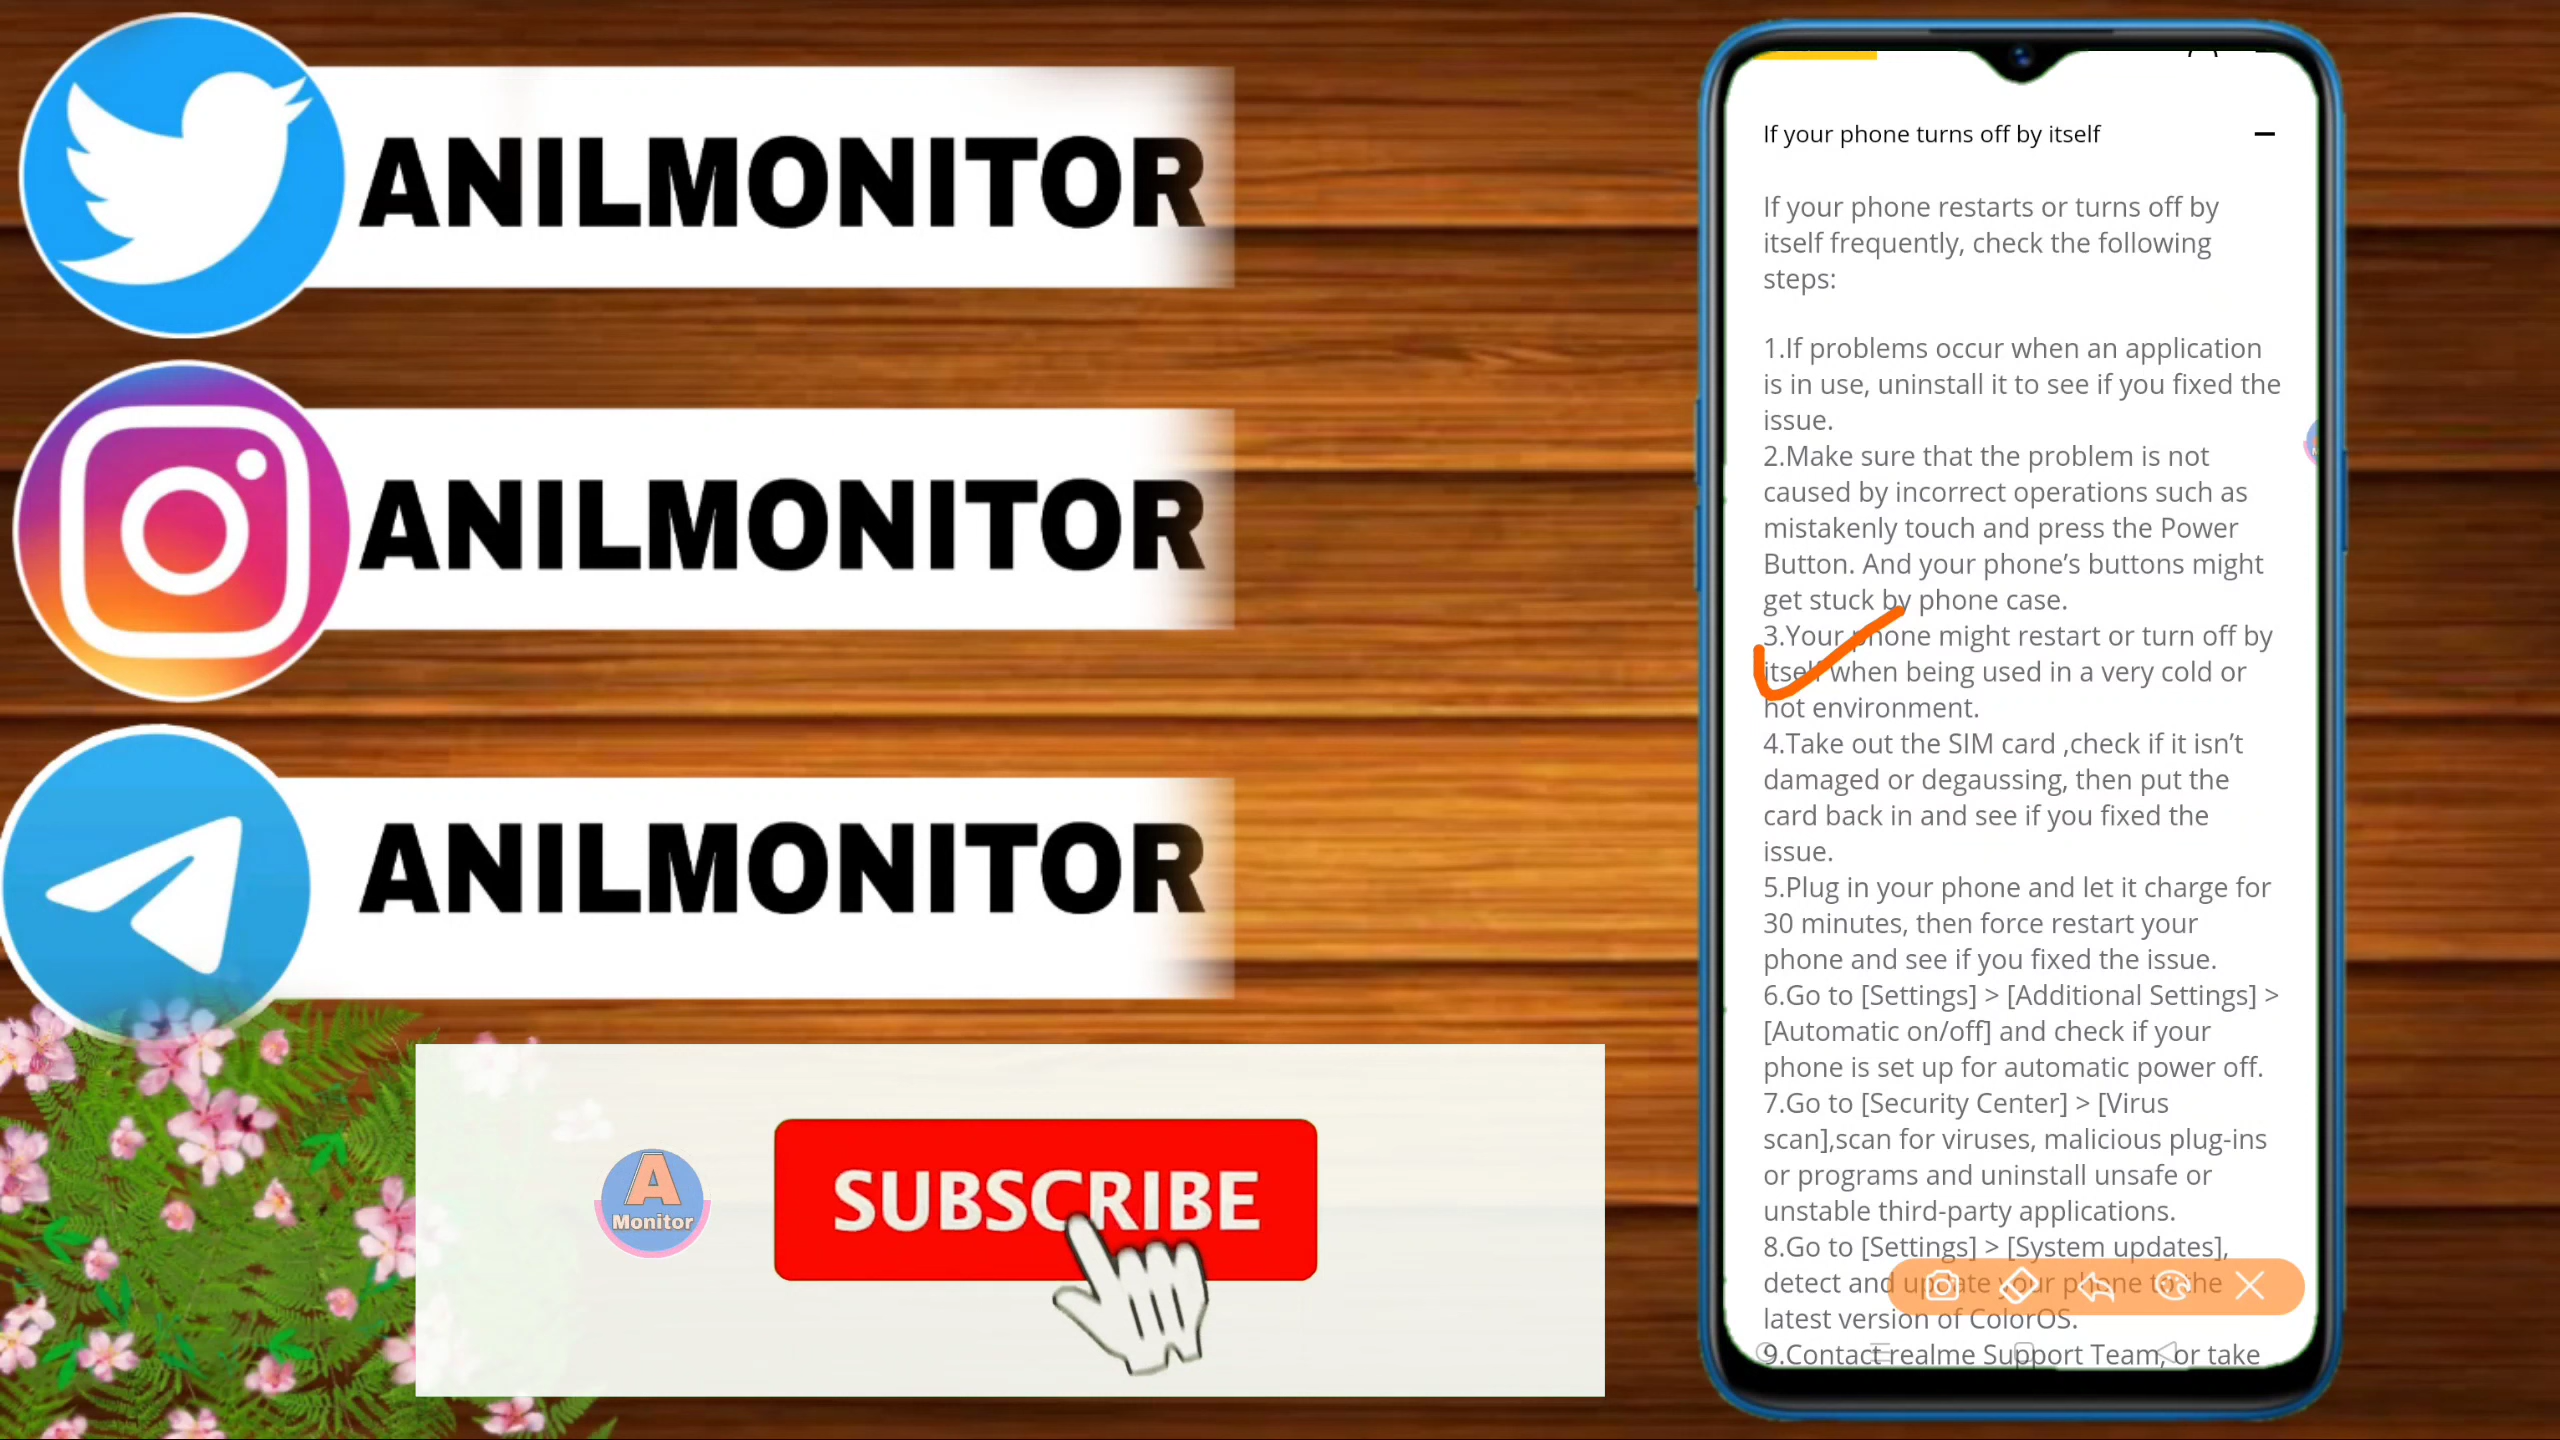 ANILMONITOR
ANILMONITOR
ANILMONITOR
A
Monitor
SUBSCRIBE
If your phone turns off by itself
If your phone restarts or turns off by
itself frequently, check the following
steps:
1.If problems occur when an application
is in use, uninstall it to see if you fixed the
issue.
2.Make sure that the problem is not
caused by incorrect operations such as
mistakenly touch and press the Power
Button. And your phone’s buttons might
get stuck by phone case.
3.Your phone might restart or turn off by
itself when being used in a very cold or
hot environment.
4.Take out the SIM card ,check if it isn’t
damaged or degaussing, then put the
card back in and see if you fixed the
issue.
5.Plug in your phone and let it charge for
30 minutes, then force restart your
phone and see if you fixed the issue.
6.Go to [Settings] > [Additional Settings] >
[Automatic on/off] and check if your
phone is set up for automatic power off.
7.Go to [Security Center] > [Virus
scan],scan for viruses, malicious plug-ins
or programs and uninstall unsafe or
unstable third-party applications.
8.Go to [Settings] > [System updates],
detect and update your phone to the
latest version of ColorOS.
9.Contact realme Support Team, or take